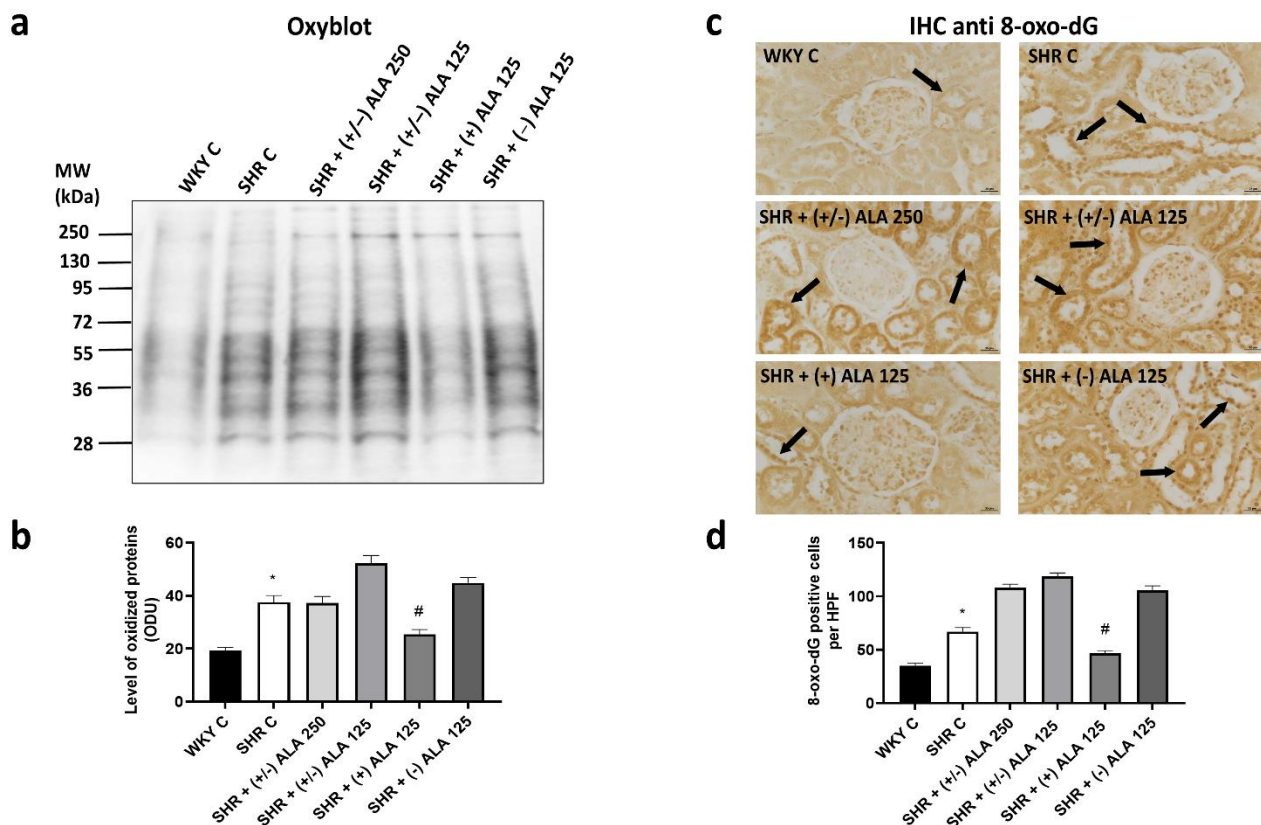 a
Oxyblot
WKY C
SHR C
SHR + (+/−) ALA 250
SHR + (+/−) ALA 125
SHR + (+) ALA 125
SHR + (-) ALA 125
MW
(kDa)
250
130
95
72
55
36
28
b
Level of oxidized proteins
(ODU)
60
40
20
0
*
#
WKY C
SHR C
SHR + (+/-) ALA 250
SHR + (+/-) ALA 125
SHR + (+) ALA 125
SHR + (-) ALA 125
c
IHC anti 8-oxo-dG
WKY C
SHR C
SHR + (+/-) ALA 250
SHR + (+/-) ALA 125
SHR + (+) ALA 125
SHR + (-) ALA 125
d
8-oxo-dG positive cells
per HPF
150
100
50
0
*
#
WKY C
SHR C
SHR + (+/-) ALA 250
SHR + (+/-) ALA 125
SHR + (+) ALA 125
SHR + (-) ALA 125